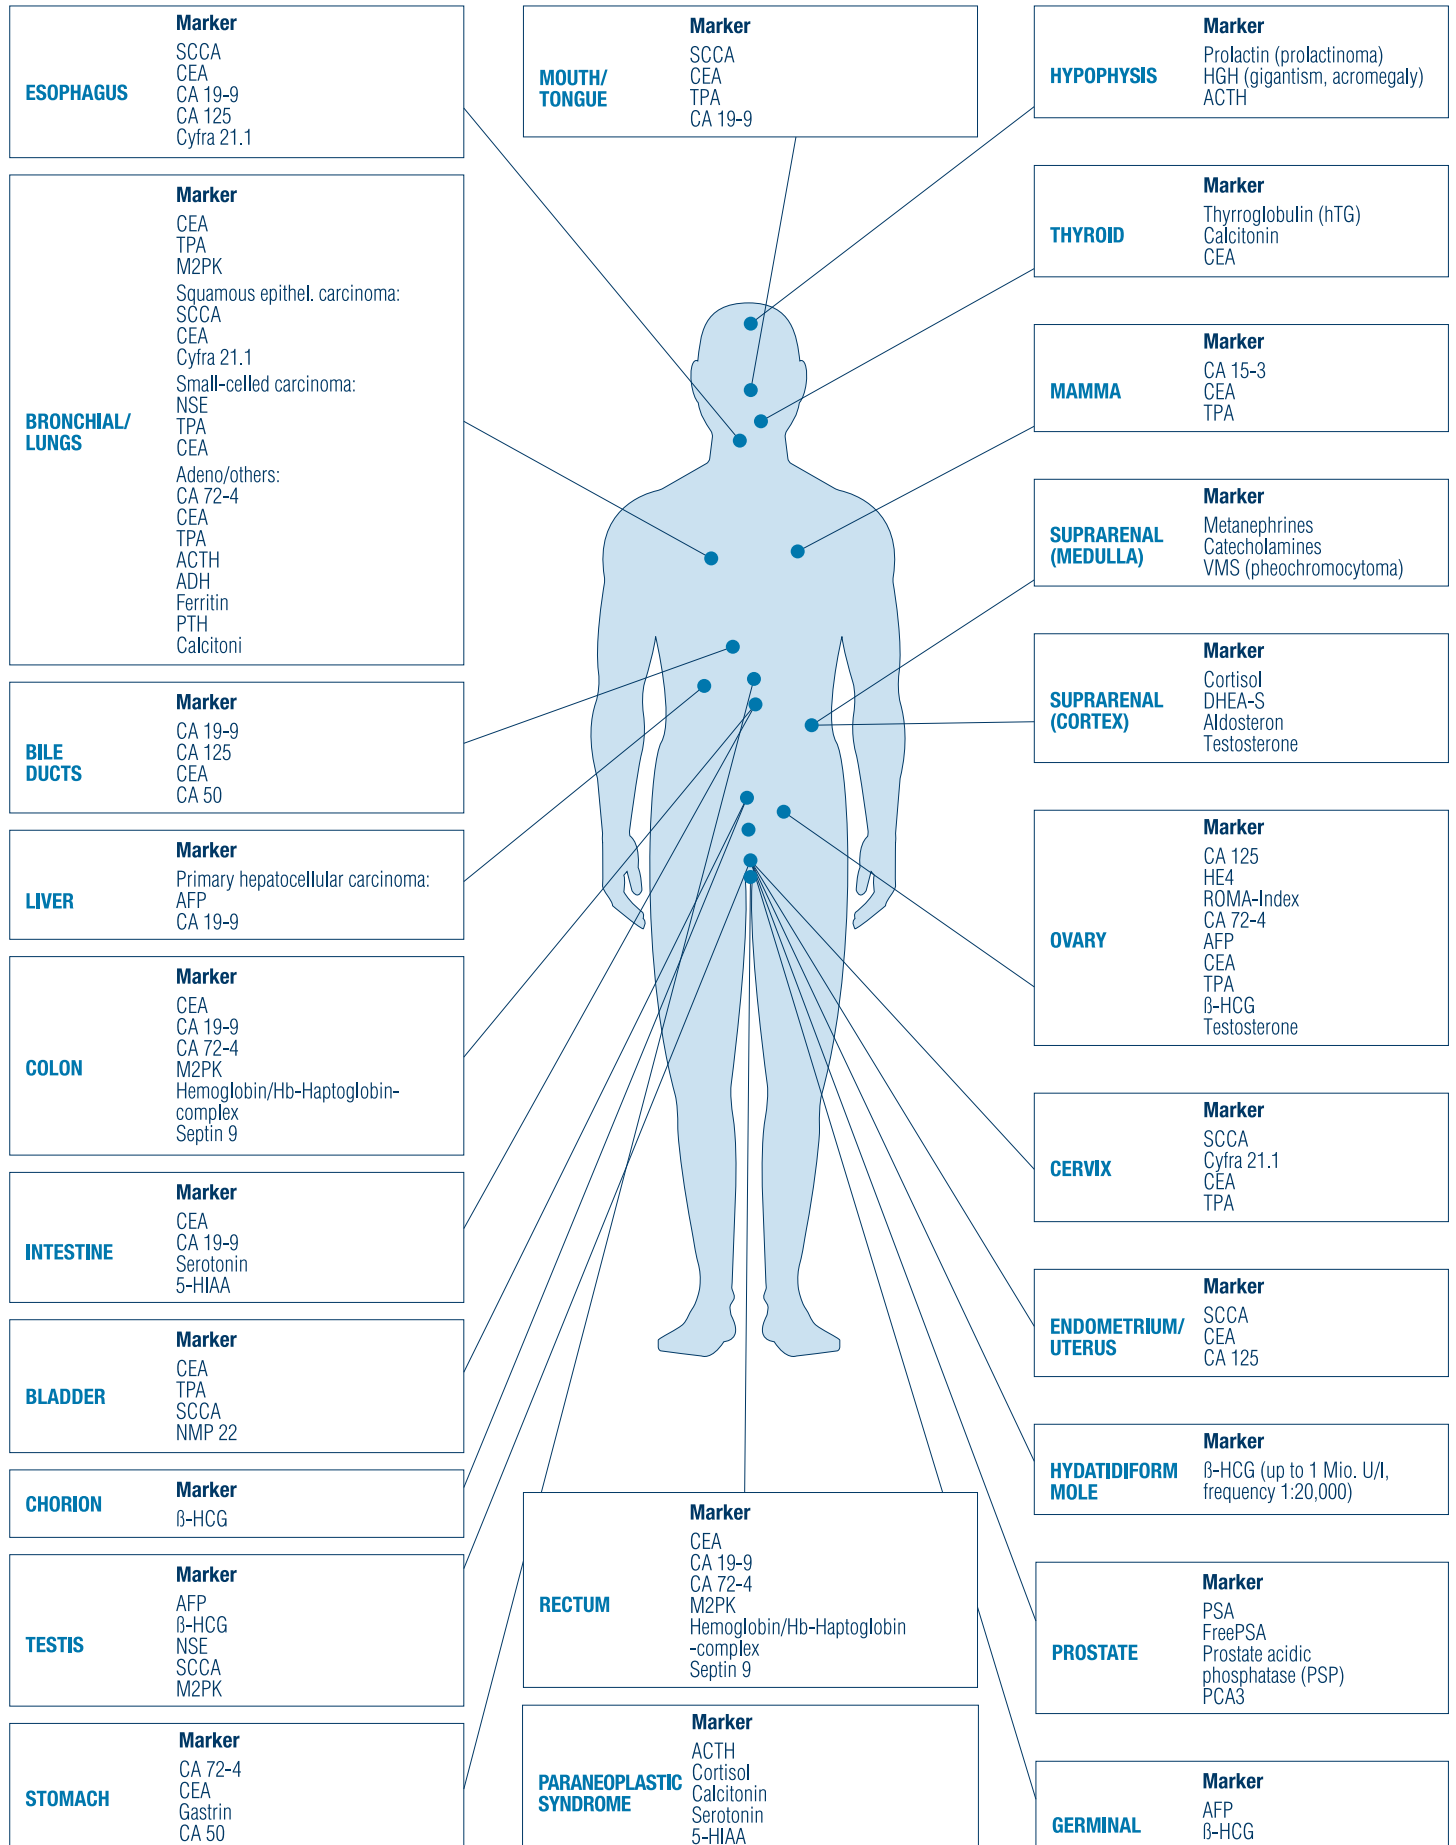 ESOPHAGUS
Marker
SCCA
CEA
CA 19-9
CA 125
Cyfra 21.1
MOUTH/
TONGUE
Marker
SCCA
CEA
TPA
CA 19-9
HYPOPHYSIS
Marker
Prolactin (prolactinoma)
HGH (gigantism, acromegaly)
ACTH
BRONCHIAL/
LUNGS
Marker
CEA
TPA
M2PK
Squamous epithel. carcinoma:
SCCA
CEA
Cyfra 21.1
Small-celled carcinoma:
NSE
TPA
CEA
Adeno/others:
CA 72-4
CEA
TPA
ACTH
ADH
Ferritin
PTH
Calcitoni
THYROID
Marker
Thyrroglobulin (hTG)
Calcitonin
CEA
MAMMA
Marker
CA 15-3
CEA
TPA
SUPRARENAL
(MEDULLA)
Marker
Metanephrines
Catecholamines
VMS (pheochromocytoma)
SUPRARENAL
(CORTEX)
Marker
Cortisol
DHEA-S
Aldosteron
Testosterone
BILE
DUCTS
Marker
CA 19-9
CA 125
CEA
CA 50
LIVER
Marker
Primary hepatocellular carcinoma:
AFP
CA 19-9
OVARY
Marker
CA 125
HE4
ROMA-Index
CA 72-4
AFP
CEA
TPA
ß-HCG
Testosterone
COLON
Marker
CEA
CA 19-9
CA 72-4
M2PK
Hemoglobin/Hb-Haptoglobin-
complex
Septin 9
CERVIX
Marker
SCCA
Cyfra 21.1
CEA
TPA
INTESTINE
Marker
CEA
CA 19-9
Serotonin
5-HIAA
ENDOMETRIUM/
UTERUS
Marker
SCCA
CEA
CA 125
BLADDER
Marker
CEA
TPA
SCCA
NMP 22
HYDATIDIFORM
MOLE
Marker
ß-HCG (up to 1 Mio. U/l,
frequency 1:20,000)
CHORION
Marker
ß-HCG
RECTUM
Marker
CEA
CA 19-9
CA 72-4
M2PK
Hemoglobin/Hb-Haptoglobin
-complex
Septin 9
PROSTATE
Marker
PSA
FreePSA
Prostate acidic
phosphatase (PSP)
PCA3
TESTIS
Marker
AFP
ß-HCG
NSE
SCCA
M2PK
STOMACH
Marker
CA 72-4
CEA
Gastrin
CA 50
PARANEOPLASTIC
SYNDROME
Marker
ACTH
Cortisol
Calcitonin
Serotonin
5-HIAA
GERMINAL
Marker
AFP
ß-HCG